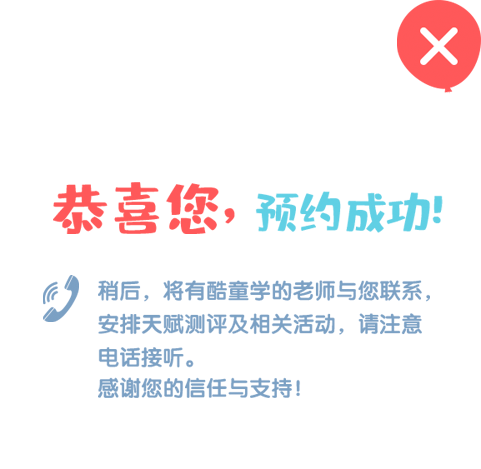 恭喜您，预约成功!
稍后，将有酷童学的老师与您联系，
安排天赋测评及相关活动，请注意
电话接听。
感谢您的信任与支持!